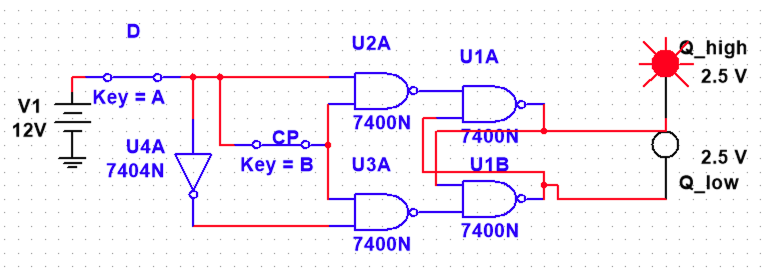 D
U2A
U1A
Q_high
2.5 V
Key = A
V1
12V
7400N
7400N
CP
U4A
7404N
Key = B
U3A
U1B
2.5 V
Q_low
7400N
7400N